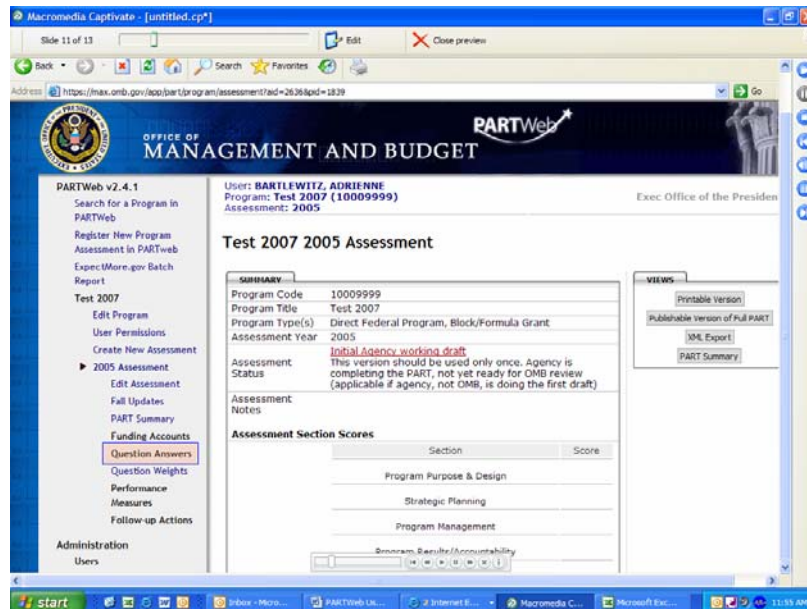 Macromedia Captivate - [untitled.cp*]
Slide 11 of 13
Edit
Close preview
Back
Search
Favorites
Address
https://max.omb.gov/app/part/program/assessment?aid=2636&pid=1839
Go
OFFICE OF
MANAGEMENT AND BUDGET
PARTWeb
PARTWeb v2.4.1
Search for a Program in
PARTWeb
Register New Program
Assessment in PARTweb
ExpectMore.gov Batch
Report
Test 2007
Edit Program
User Permissions
Create New Assessment
2005 Assessment
Edit Assessment
Fall Updates
PART Summary
Funding Accounts
Question Answers
Question Weights
Performance
Measures
Follow-up Actions
Administration
Users
User: BARTLEWITZ, ADRIENNE
Program: Test 2007 (10009999)
Assessment: 2005
Exec Office of the Presiden
Test 2007 2005 Assessment
SUMMARY
Program Code 10009999
Program Title Test 2007
Program Type(s) Direct Federal Program, Block/Formula Grant
Assessment Year 2005
Assessment
Status
Initial Agency working draft
This version should be used only once. Agency is
completing the PART, not yet ready for OMB review
(applicable if agency, not OMB, is doing the first draft)
Assessment
Notes
Assessment Section Scores
Section Score
Program Purpose & Design
Strategic Planning
Program Management
Program Results/Accountability
VIEWS
Printable Version
Publishable Version of Full PART
XML Export
PART Summary
start
Inbox - Micro...
PARTWeb Us...
2 Internet E...
Macromedia C...
Microsoft Exc...
11:55 AM